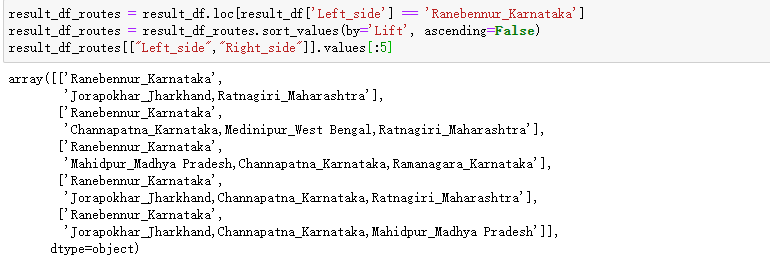 result_df_routes = result_df.loc[result_df['Left_side'] == 'Ranebennur_Karnataka']
result_df_routes = result_df_routes.sort_values(by='Lift', ascending=False)
result_df_routes[["Left_side","Right_side"]].values[:5]
array([['Ranebennur_Karnataka',
'Jorapokhar_Jharkhand,Ratnagiri_Maharashtra'],
['Ranebennur_Karnataka',
'Channapatna_Karnataka,Medinipur_West Bengal,Ratnagiri_Maharashtra'],
['Ranebennur_Karnataka',
'Mahidpur_Madhya Pradesh,Channapatna_Karnataka,Ramanagara_Karnataka'],
['Ranebennur_Karnataka',
'Jorapokhar_Jharkhand,Channapatna_Karnataka,Ratnagiri_Maharashtra'],
['Ranebennur_Karnataka',
'Jorapokhar_Jharkhand,Channapatna_Karnataka,Mahidpur_Madhya Pradesh']],
dtype=object)